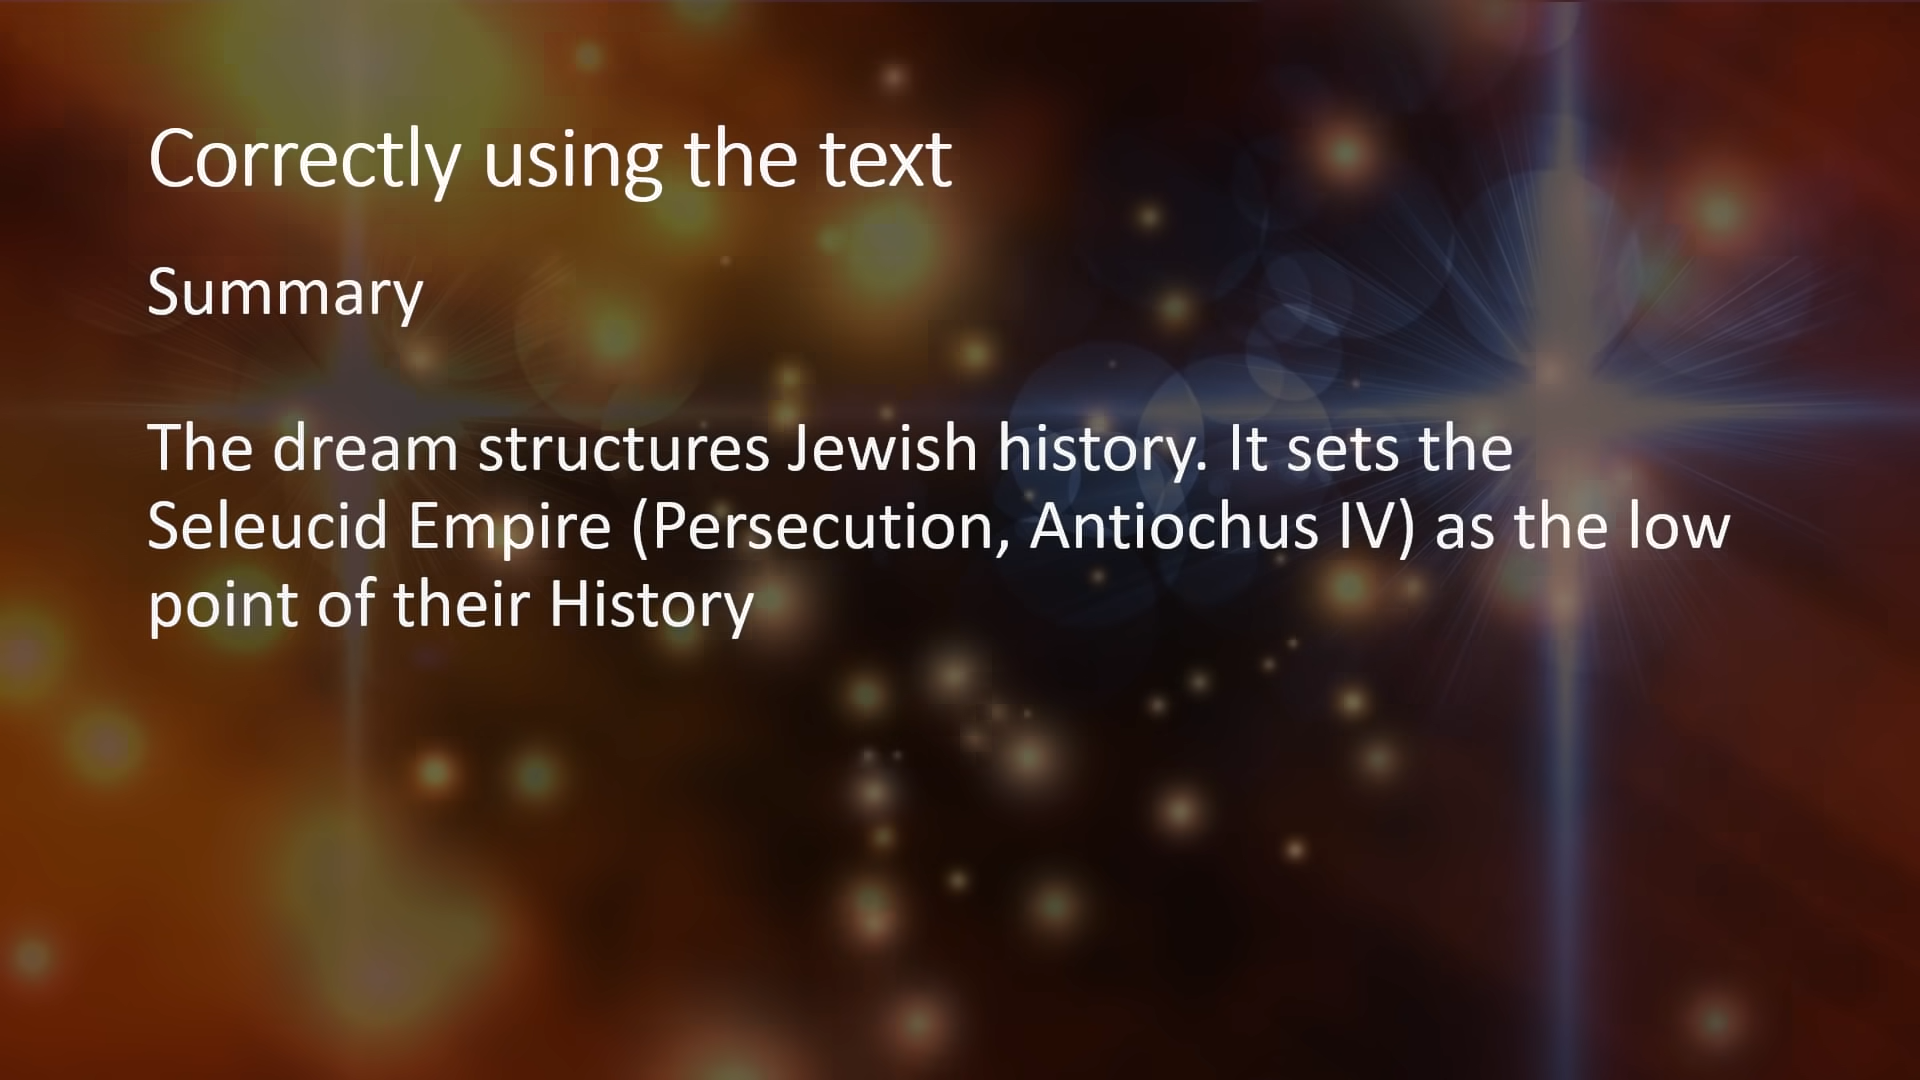 Correctly using the text
Summary
The dream structures Jewish history. It sets the
Seleucid Empire (Persecution, Antiochus IV) as the low
point of their History